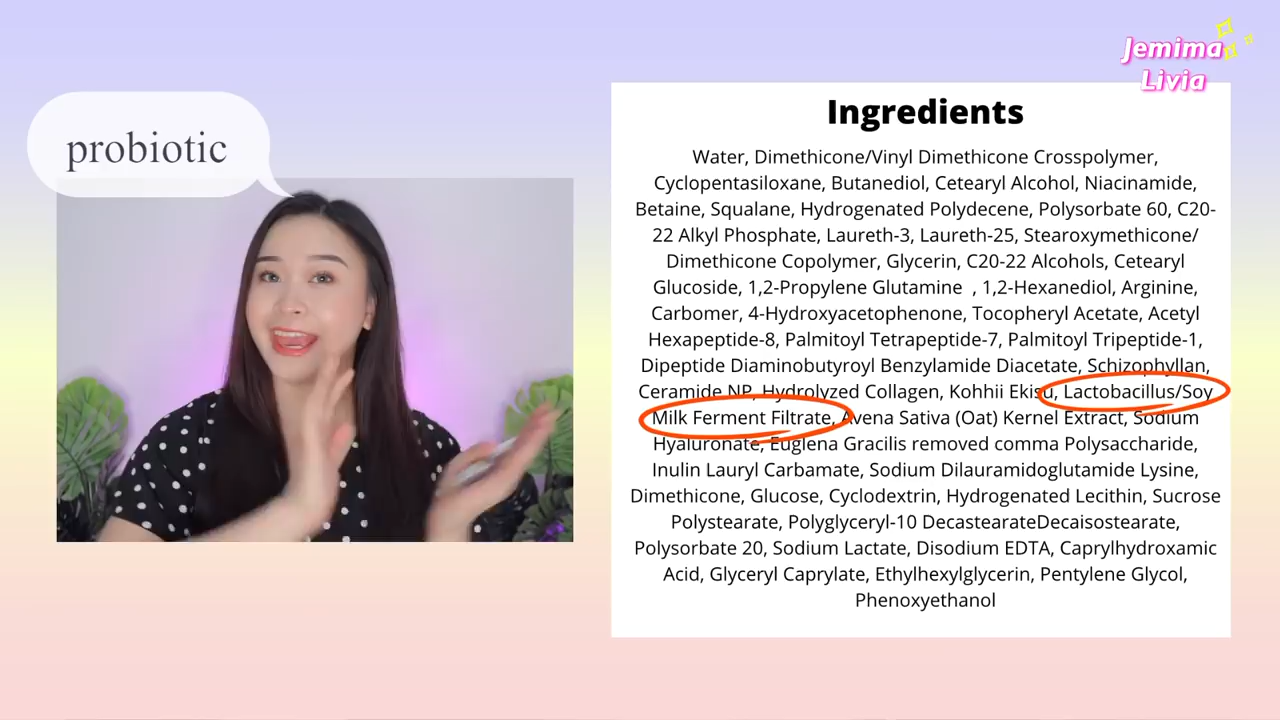 Jemima
Livia
probiotic
Ingredients
Water, Dimethicone/Vinyl Dimethicone Crosspolymer,
Cyclopentasiloxane, Butanediol, Cetearyl Alcohol, Niacinamide,
Betaine, Squalane, Hydrogenated Polydecene, Polysorbate 60, C20-
22 Alkyl Phosphate, Laureth-3, Laureth-25, Stearoxymethicone/
Dimethicone Copolymer, Glycerin, C20-22 Alcohols, Cetearyl
Glucoside, 1,2-Propylene Glutamine , 1,2-Hexanediol, Arginine,
Carbomer, 4-Hydroxyacetophenone, Tocopheryl Acetate, Acetyl
Hexapeptide-8, Palmitoyl Tetrapeptide-7, Palmitoyl Tripeptide-1,
Dipeptide Diaminobutyroyl Benzylamide Diacetate, Schizophyllan,
Ceramide NP, Hydrolyzed Collagen, Kohhii Ekisu, Lactobacillus/Soy
Milk Ferment Filtrate, Avena Sativa (Oat) Kernel Extract, Sodium
Hyaluronate, Euglena Gracilis removed comma Polysaccharide,
Inulin Lauryl Carbamate, Sodium Dilauramidoglutamide Lysine,
Dimethicone, Glucose, Cyclodextrin, Hydrogenated Lecithin, Sucrose
Polystearate, Polyglyceryl-10 DecastearateDecaisostearate,
Polysorbate 20, Sodium Lactate, Disodium EDTA, Caprylhydroxamic
Acid, Glyceryl Caprylate, Ethylhexylglycerin, Pentylene Glycol,
Phenoxyethanol